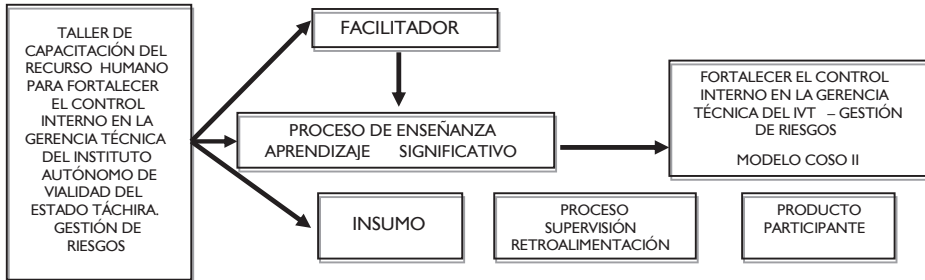 TALLER DE
CAPACITACIÓN DEL
RECURSO HUMANO
PARA FORTALECER
EL CONTROL
INTERNO EN LA
GERENCIA TÉCNICA
DEL INSTITUTO
AUTÓNOMO DE
VIALIDAD DEL
ESTADO TÁCHIRA.
GESTIÓN DE
RIESGOS
FACILITADOR
PROCESO DE ENSEÑANZA
APRENDIZAJE SIGNIFICATIVO
FORTALECER EL CONTROL
INTERNO EN LA GERENCIA
TÉCNICA DEL IVT – GESTIÓN
DE RIESGOS
MODELO COSO II
INSUMO
PROCESO
SUPERVISIÓN
RETROALIMENTACIÓN
PRODUCTO
PARTICIPANTE